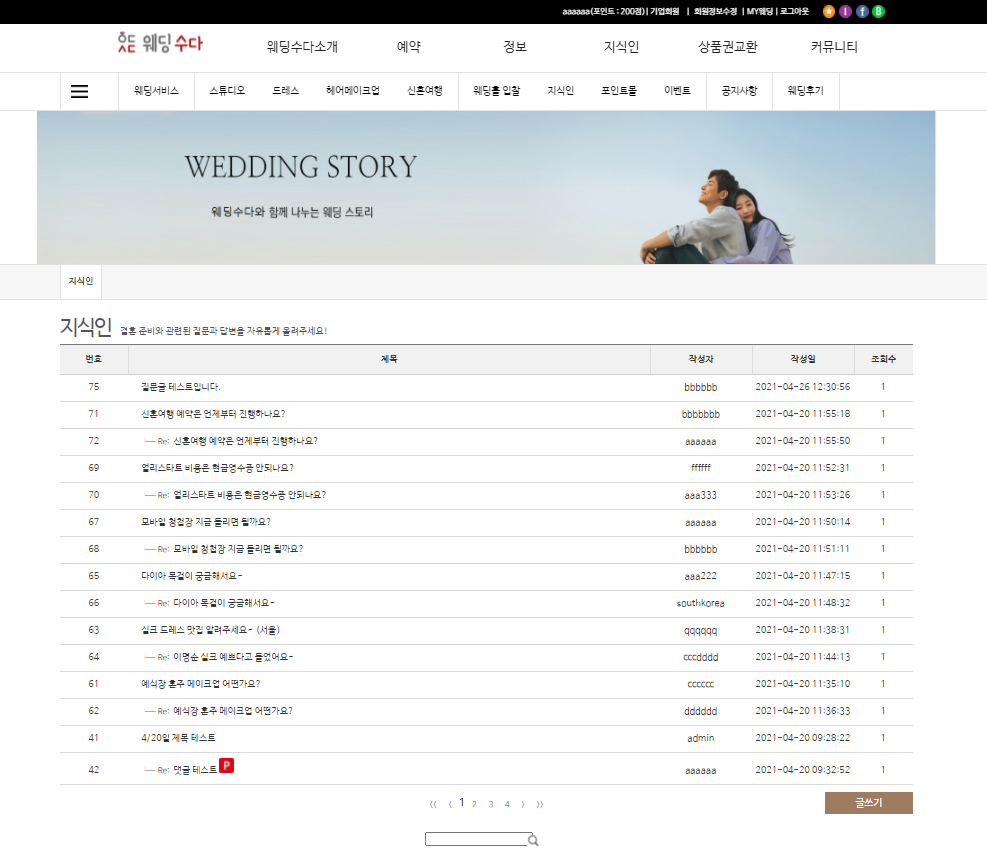 aaaaaa(포인트 : 200점) | 기업회원 | 회원정보수정 | MY웨딩 | 로그아웃
웨딩 수다 웨딩수다소개 예약 정보 지식인 상품권교환 커뮤니티
웨딩서비스 스튜디오 드레스 헤어메이크업 신혼여행 웨딩홀 입찰 지식인 포인트몰 이벤트 공지사항 웨딩후기
WEDDING STORY
웨딩수다와 함께 나누는 웨딩 스토리
지식인
지식인 결혼 준비와 관련된 질문과 답변을 자유롭게 올려주세요!
번호 제목 작성자 작성일 조회수
75 질문글 테스트입니다. bbbbbb 2021-04-26 12:30:56 1
71 신혼여행 예약은 언제부터 진행하나요? bbbbbbb 2021-04-20 11:55:18 1
72 Re: 신혼여행 예약은 언제부터 진행하나요? aaaaaa 2021-04-20 11:55:50 1
69 얼리스타트 비용은 현금영수증 안되나요? ffffff 2021-04-20 11:52:31 1
70 Re: 얼리스타트 비용은 현금영수증 안되나요? aaa333 2021-04-20 11:53:26 1
67 모바일 청첩장 지금 돌리면 될까요? aaaaaa 2021-04-20 11:50:14 1
68 Re: 모바일 청첩장 지금 돌리면 될까요? bbbbbb 2021-04-20 11:51:11 1
65 다이아 목걸이 궁금해서요~ aaa222 2021-04-20 11:47:15 1
66 Re: 다이아 목걸이 궁금해서요~ southkorea 2021-04-20 11:48:32 1
63 실크 드레스 맛집 알려주세요~ (서울) qqqqqq 2021-04-20 11:38:31 1
64 Re: 이명순 실크 예쁘다고 들었어요~ cccdddd 2021-04-20 11:44:13 1
61 예식장 혼주 메이크업 어떤가요? cccccc 2021-04-20 11:35:10 1
62 Re: 예식장 혼주 메이크업 어떤가요? dddddd 2021-04-20 11:36:33 1
41 4/20일 제목 테스트 admin 2021-04-20 09:28:22 1
42 Re: 댓글 테스트 P aaaaaa 2021-04-20 09:32:52 1
⟨⟨ ⟨ 1 2 3 4 ⟩ ⟩⟩ 글쓰기